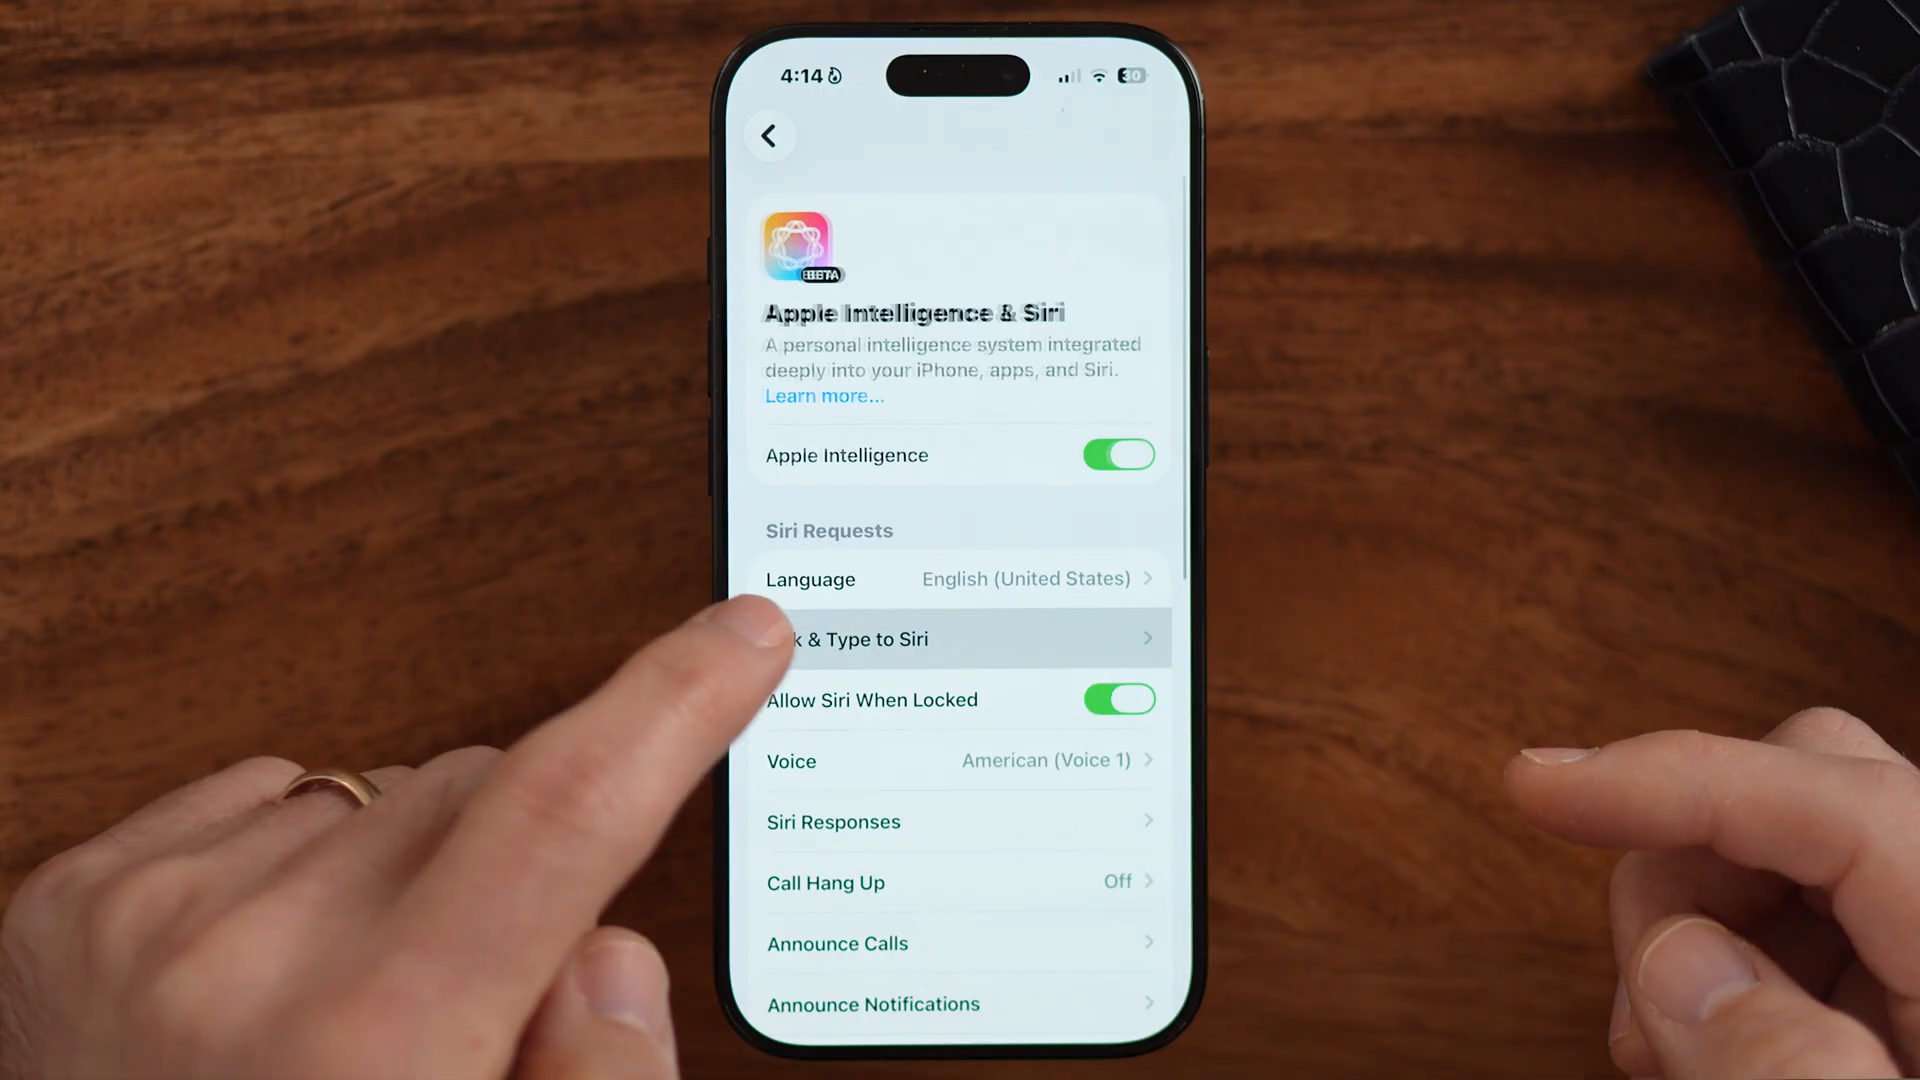 4:14
30
BETA
Apple Intelligence & Siri
A personal intelligence system integrated
deeply into your iPhone, apps, and Siri.
Learn more...
Apple Intelligence
Siri Requests
Language English (United States)
k & Type to Siri
Allow Siri When Locked
Voice American (Voice 1)
Siri Responses
Call Hang Up Off
Announce Calls
Announce Notifications